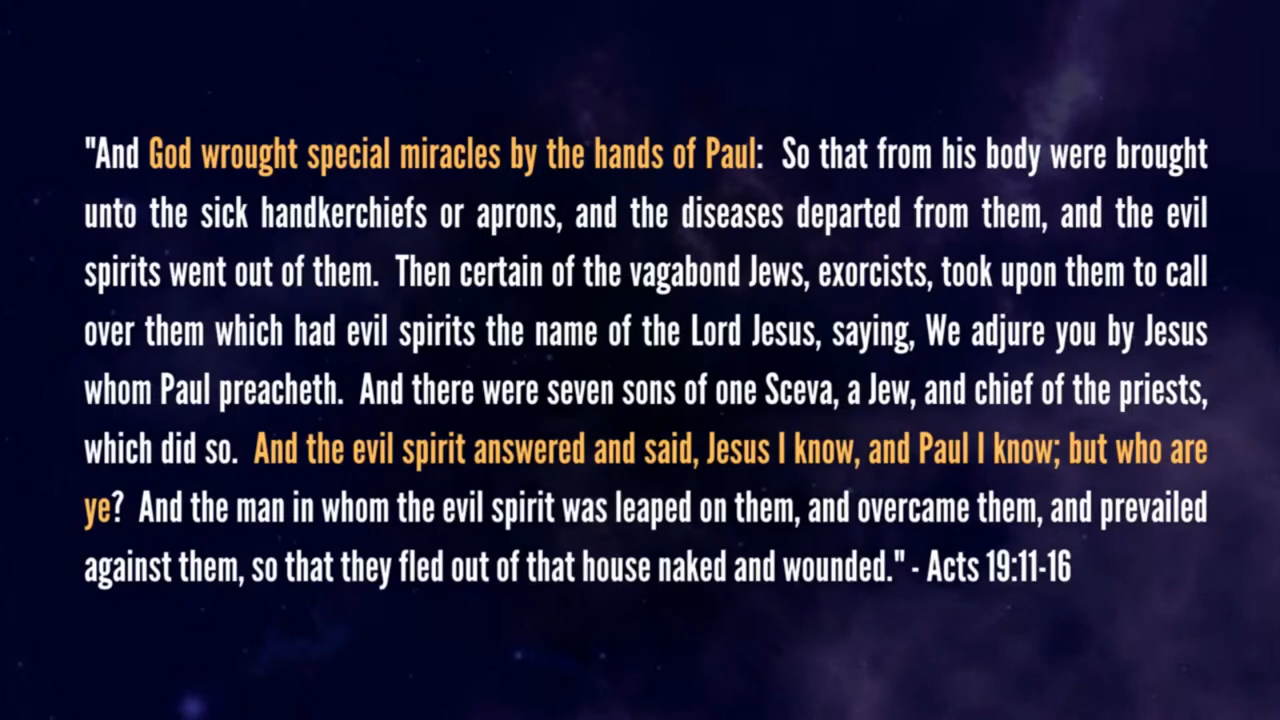 "And God wrought special miracles by the hands of Paul:  So that from his body were brought
unto the sick handkerchiefs or aprons, and the diseases departed from them, and the evil
spirits went out of them.  Then certain of the vagabond Jews, exorcists, took upon them to call
over them which had evil spirits the name of the Lord Jesus, saying, We adjure you by Jesus
whom Paul preacheth.  And there were seven sons of one Sceva, a Jew, and chief of the priests,
which did so.  And the evil spirit answered and said, Jesus I know, and Paul I know; but who are
ye?  And the man in whom the evil spirit was leaped on them, and overcame them, and prevailed
against them, so that they fled out of that house naked and wounded." - Acts 19:11-16